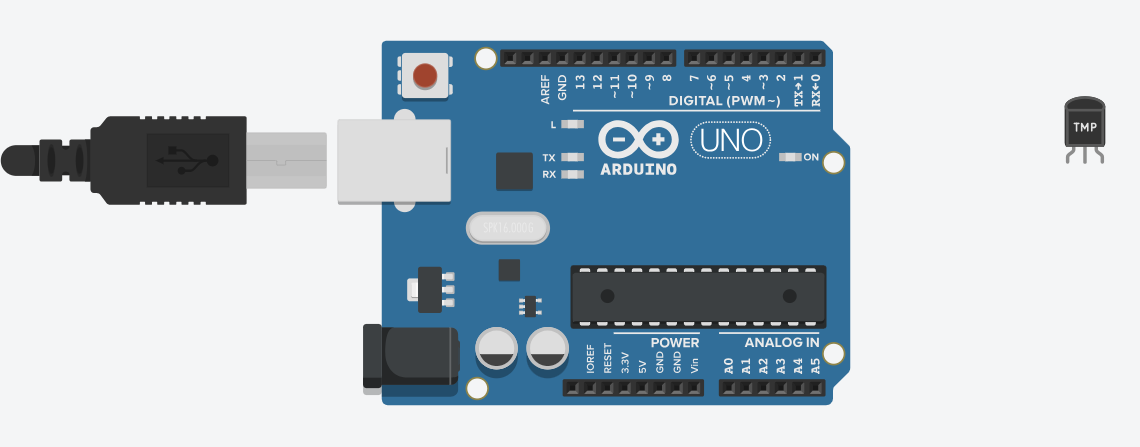 AREF
GND
13
12
~11
~10
~9
8
7
~6
~5
4
~3
2
TX→1
RX←0
DIGITAL (PWM~)
L
TX
RX
ARDUINO
UNO
ON
TMP
SPK16.000G
POWER
ANALOG IN
IOREF
RESET
3.3V
5V
GND
GND
Vin
A0
A1
A2
A3
A4
A5